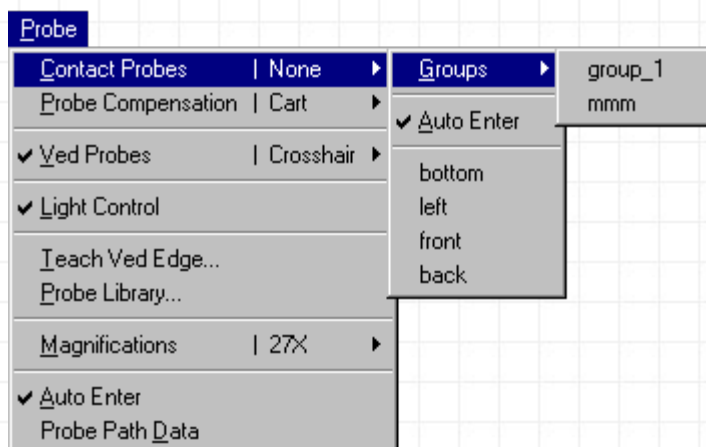 Probe
Contact Probes | None
Probe Compensation | Cart
Ved Probes | Crosshair
Light Control
Teach Ved Edge...
Probe Library...
Magnifications | 27X
Auto Enter
Probe Path Data
Groups
Auto Enter
bottom
left
front
back
group_1
mmm